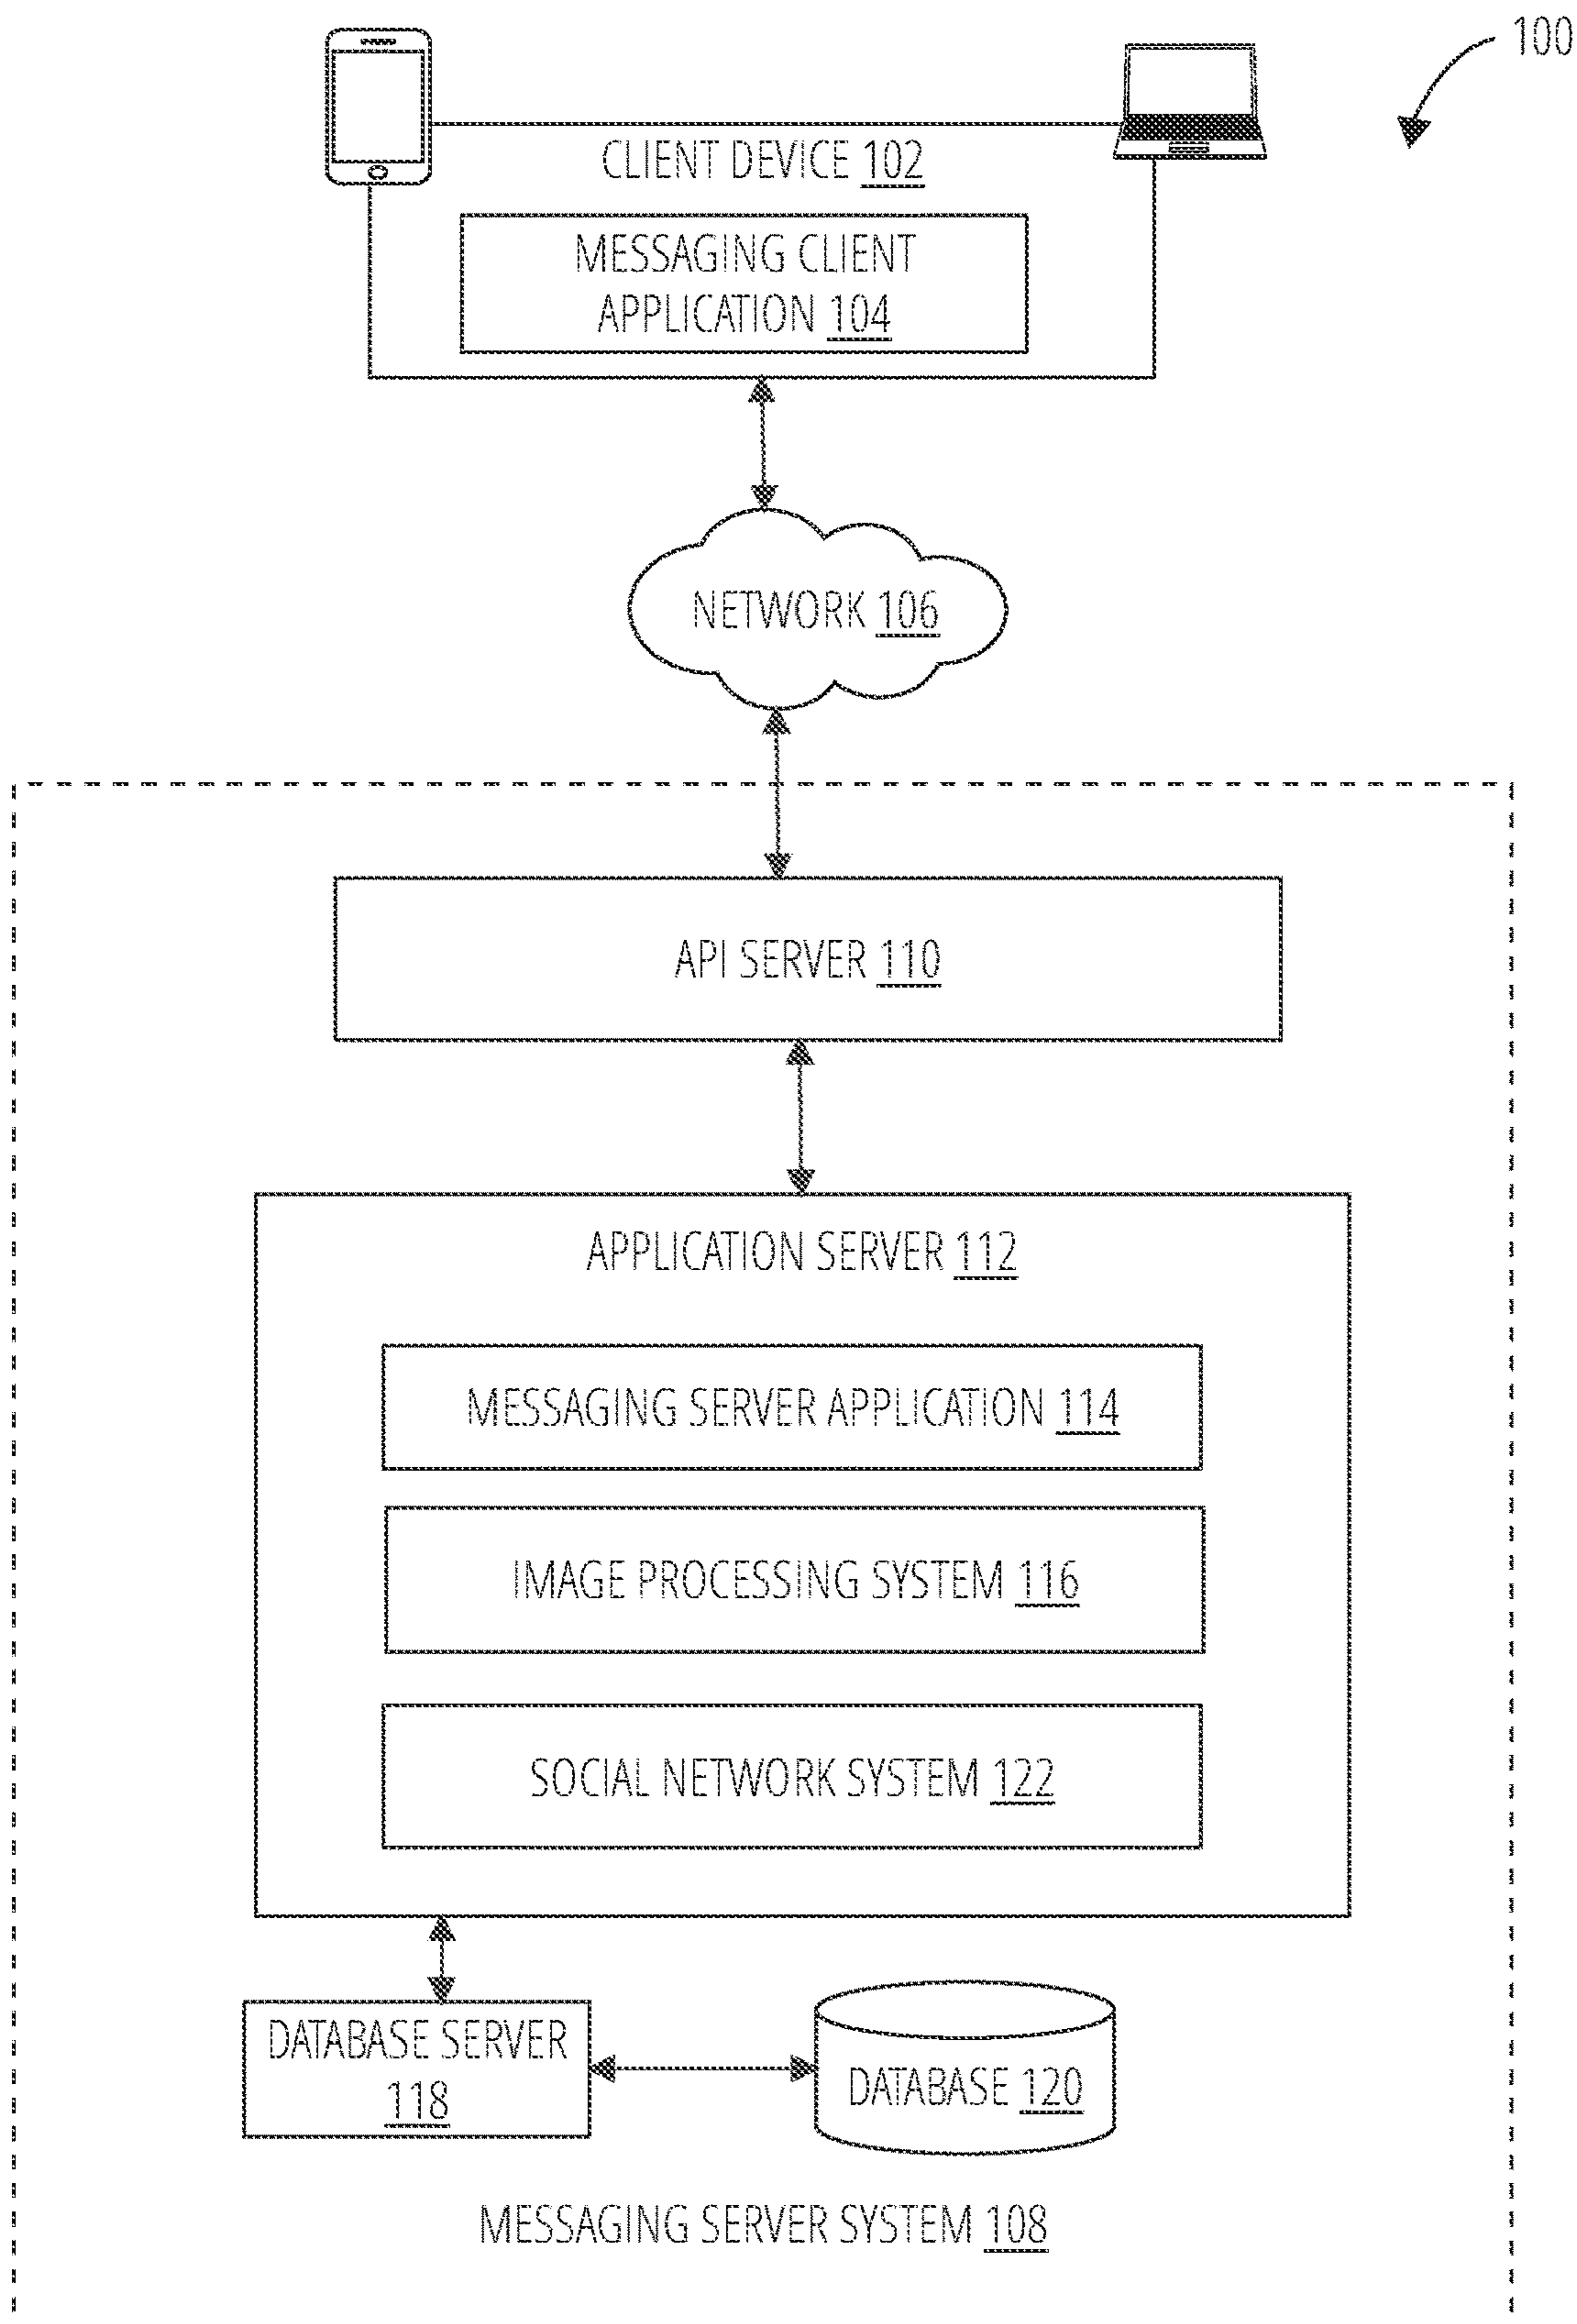 100
CLIENT DEVICE 102
MESSAGING CLIENT
APPLICATION 104
NETWORK 106
API SERVER 110
APPLICATION SERVER 112
MESSAGING SERVER APPLICATION 114
IMAGE PROCESSING SYSTEM 116
SOCIAL NETWORK SYSTEM 122
DATABASE SERVER
118
DATABASE 120
MESSAGING SERVER SYSTEM 108